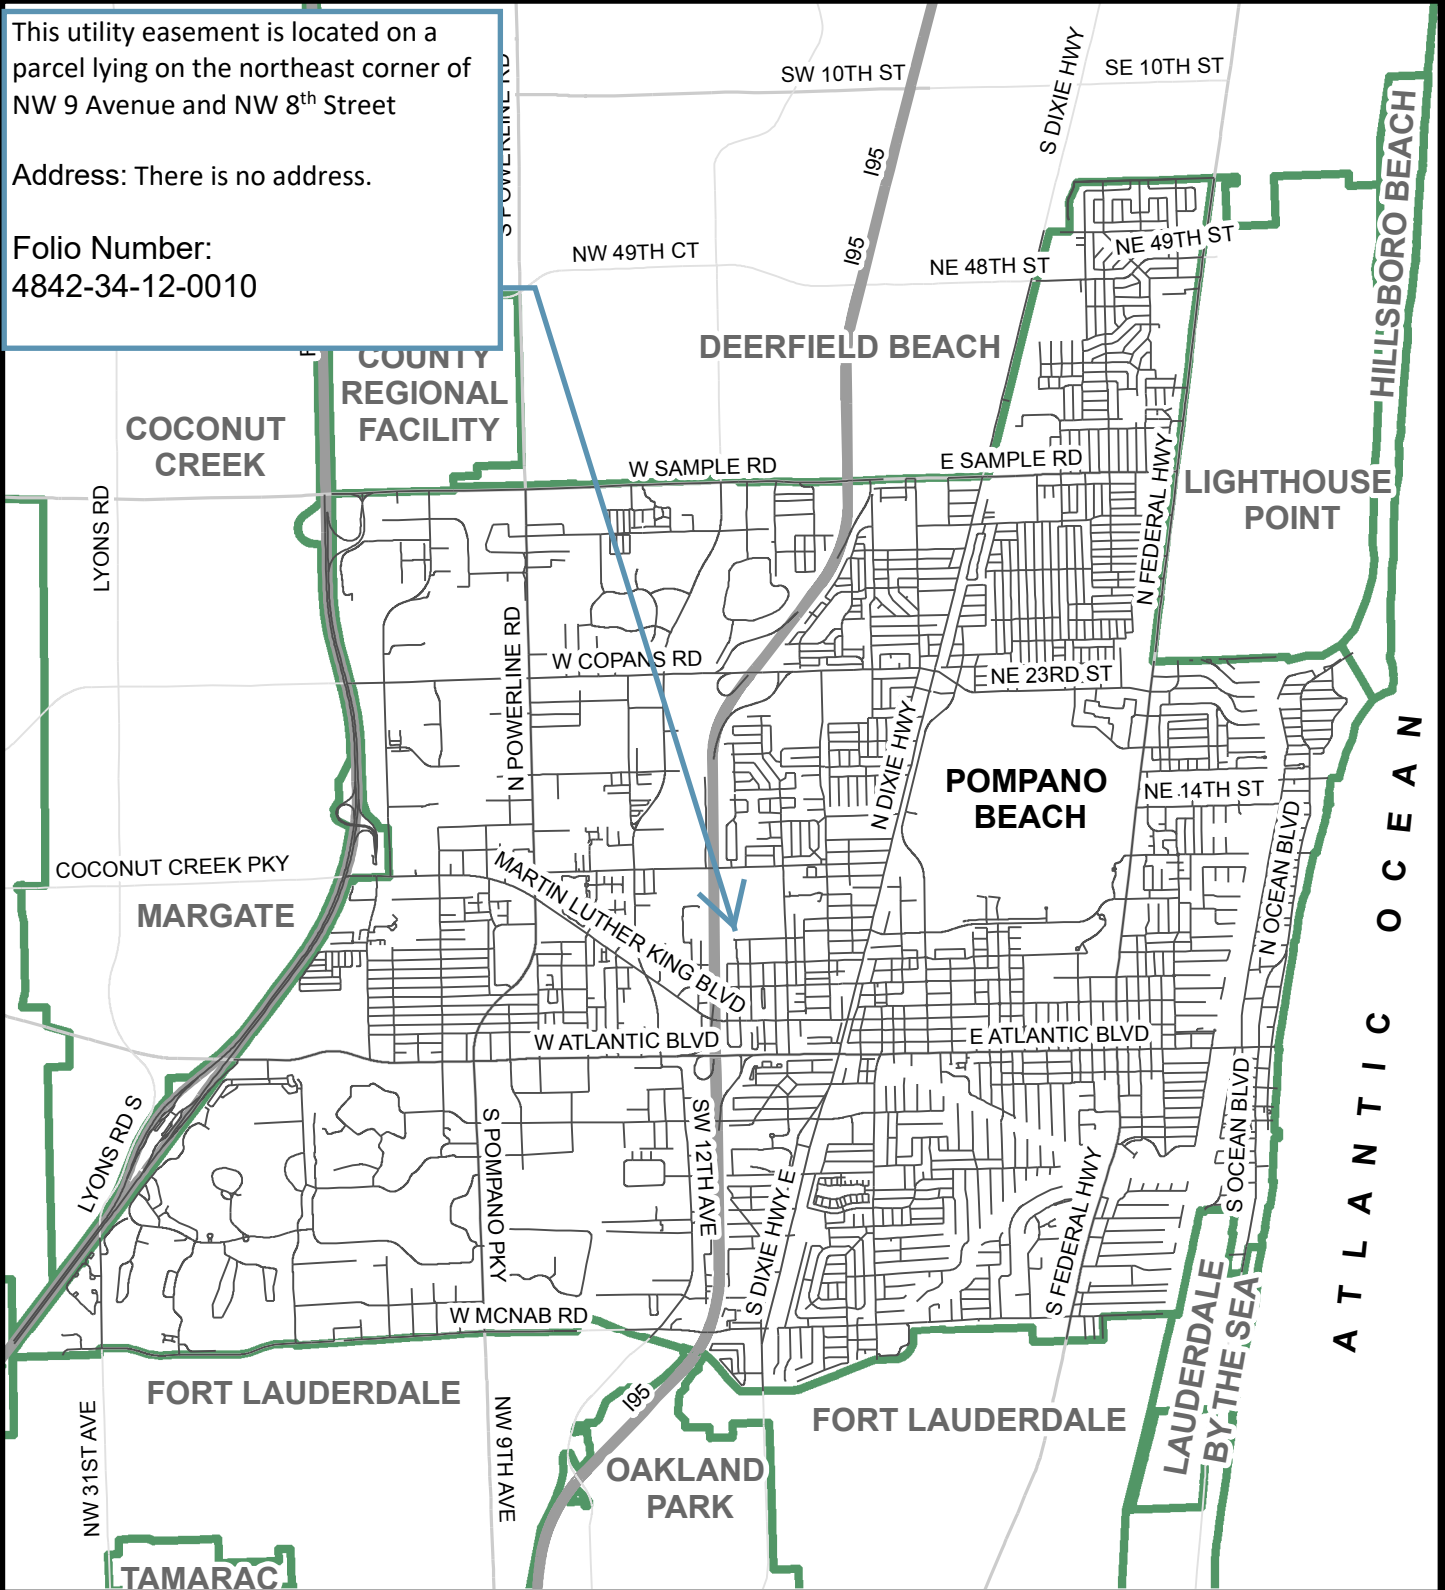 This utility easement is located on a
parcel lying on the northeast corner of
NW 9 Avenue and NW 8th Street
Address: There is no address.
Folio Number:
4842-34-12-0010
SW 10TH ST
SE 10TH ST
S DIXIE HWY
I95
I95
S POWERLINE RD
NW 49TH CT
NE 48TH ST
NE 49TH ST
HILLSBORO BEACH
DEERFIELD BEACH
COUNTY
REGIONAL
FACILITY
COCONUT
CREEK
W SAMPLE RD
E SAMPLE RD
LIGHTHOUSE
POINT
LYONS RD
N FEDERAL HWY
N POWERLINE RD
W COPANS RD
NE 23RD ST
N DIXIE HWY
POMPANO
BEACH
NE 14TH ST
N OCEAN BLVD
COCONUT CREEK PKY
MARTIN LUTHER KING BLVD
MARGATE
ATLANTIC OCEAN
W ATLANTIC BLVD
E ATLANTIC BLVD
LYONS RD S
S POMPANO PKY
SW 12TH AVE
S DIXIE HWY E
S FEDERAL HWY
S OCEAN BLVD
W MCNAB RD
LAUDERDALE
BY THE SEA
FORT LAUDERDALE
FORT LAUDERDALE
I95
NW 31ST AVE
NW 9TH AVE
OAKLAND
PARK
TAMARAC